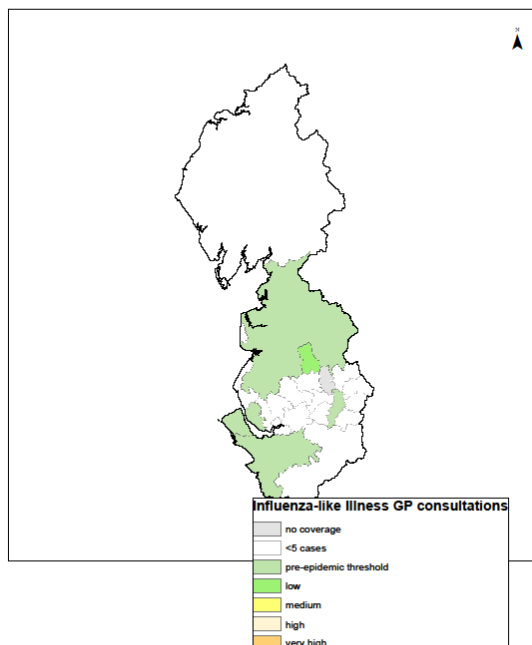 N
Influenza-like Illness GP consultations
no coverage
<5 cases
pre-epidemic threshold
low
medium
high
very high